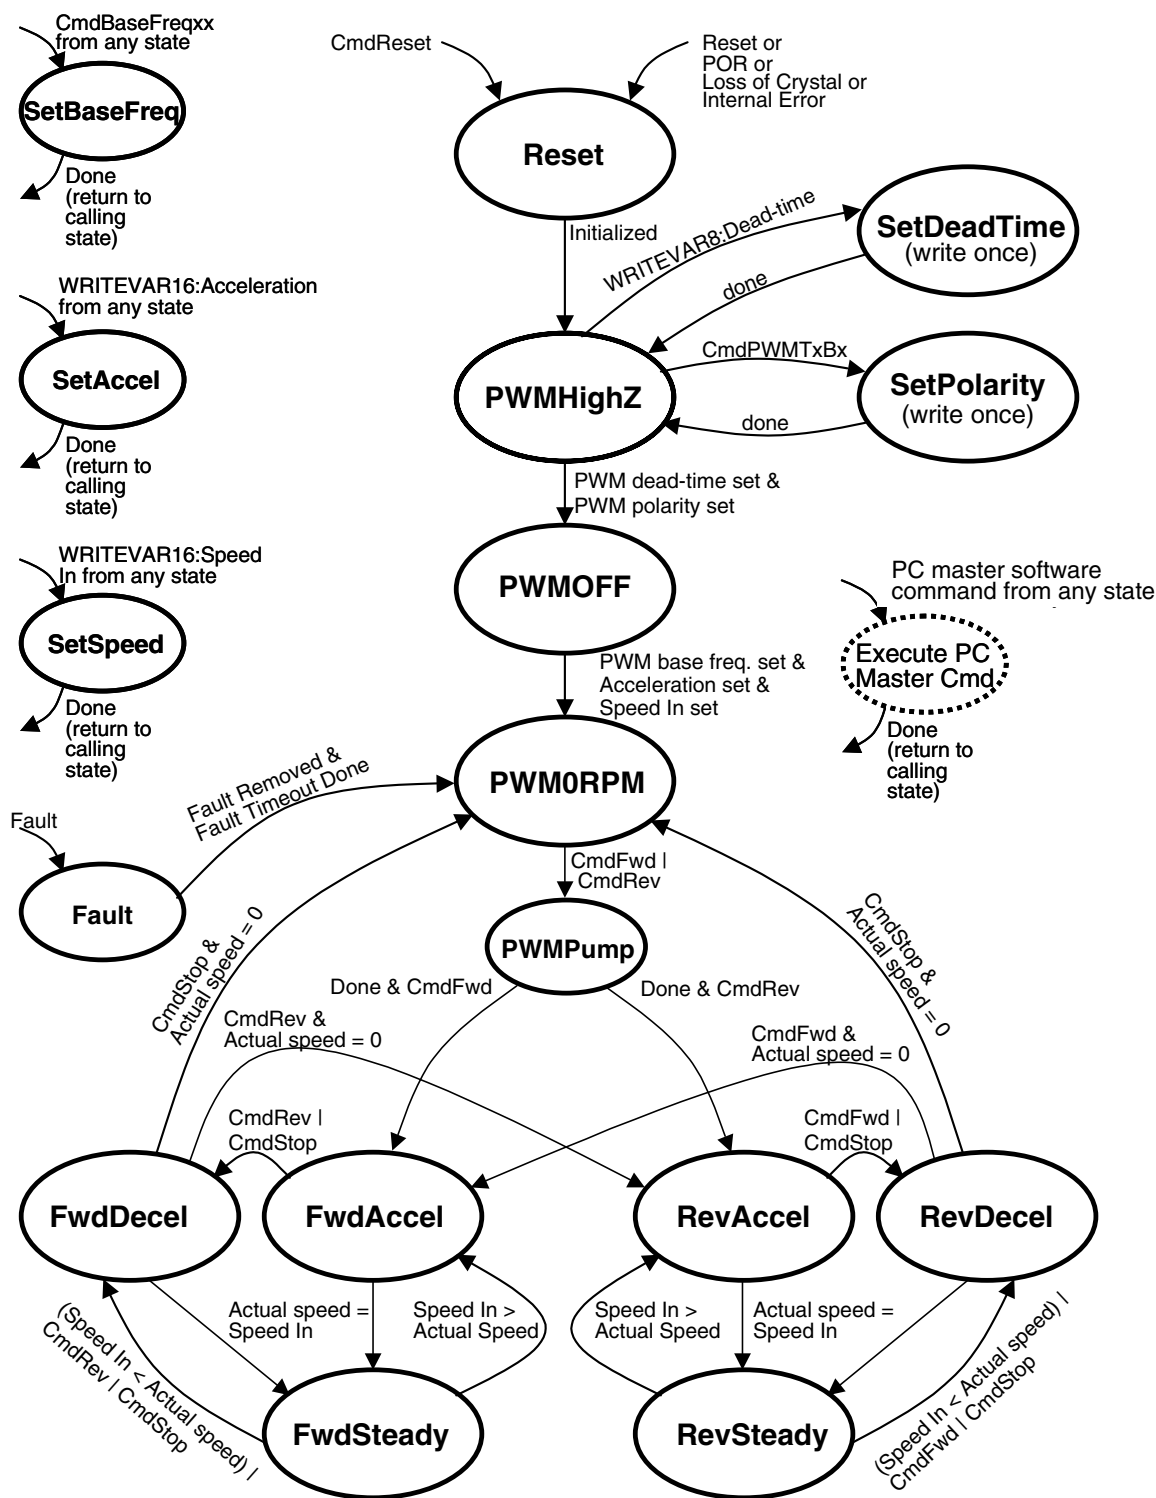 CmdBaseFreqxx
from any state
SetBaseFreq
Done
(return to
calling
state)
CmdReset
Reset or
POR or
Loss of Crystal or
Internal Error
Reset
Initialized
WRITEVAR8:Dead-time
SetDeadTime
(write once)
done
WRITEVAR16:Acceleration
from any state
SetAccel
Done
(return to
calling
state)
PWMHighZ
CmdPWMTxBx
SetPolarity
(write once)
done
PWM dead-time set &
PWM polarity set
WRITEVAR16:Speed
In from any state
SetSpeed
Done
(return to
calling
state)
PWMOFF
PC master software
command from any state
Execute PC
Master Cmd
Done
(return to
calling
state)
PWM base freq. set &
Acceleration set &
Speed In set
PWM0RPM
Fault Removed &
Fault Timeout Done
Fault
Fault
CmdFwd |
CmdRev
PWMPump
CmdStop &
Actual speed = 0
CmdStop &
Actual speed = 0
Done & CmdFwd
Done & CmdRev
CmdRev &
Actual speed = 0
CmdFwd &
Actual speed = 0
CmdRev |
CmdStop
CmdFwd |
CmdStop
FwdDecel
FwdAccel
RevAccel
RevDecel
(Speed In < Actual speed) |
CmdRev | CmdStop
Actual speed =
Speed In
Speed In >
Actual Speed
Speed In >
Actual Speed
Actual speed =
Speed In
(Speed In < Actual speed) |
CmdFwd | CmdStop
FwdSteady
RevSteady